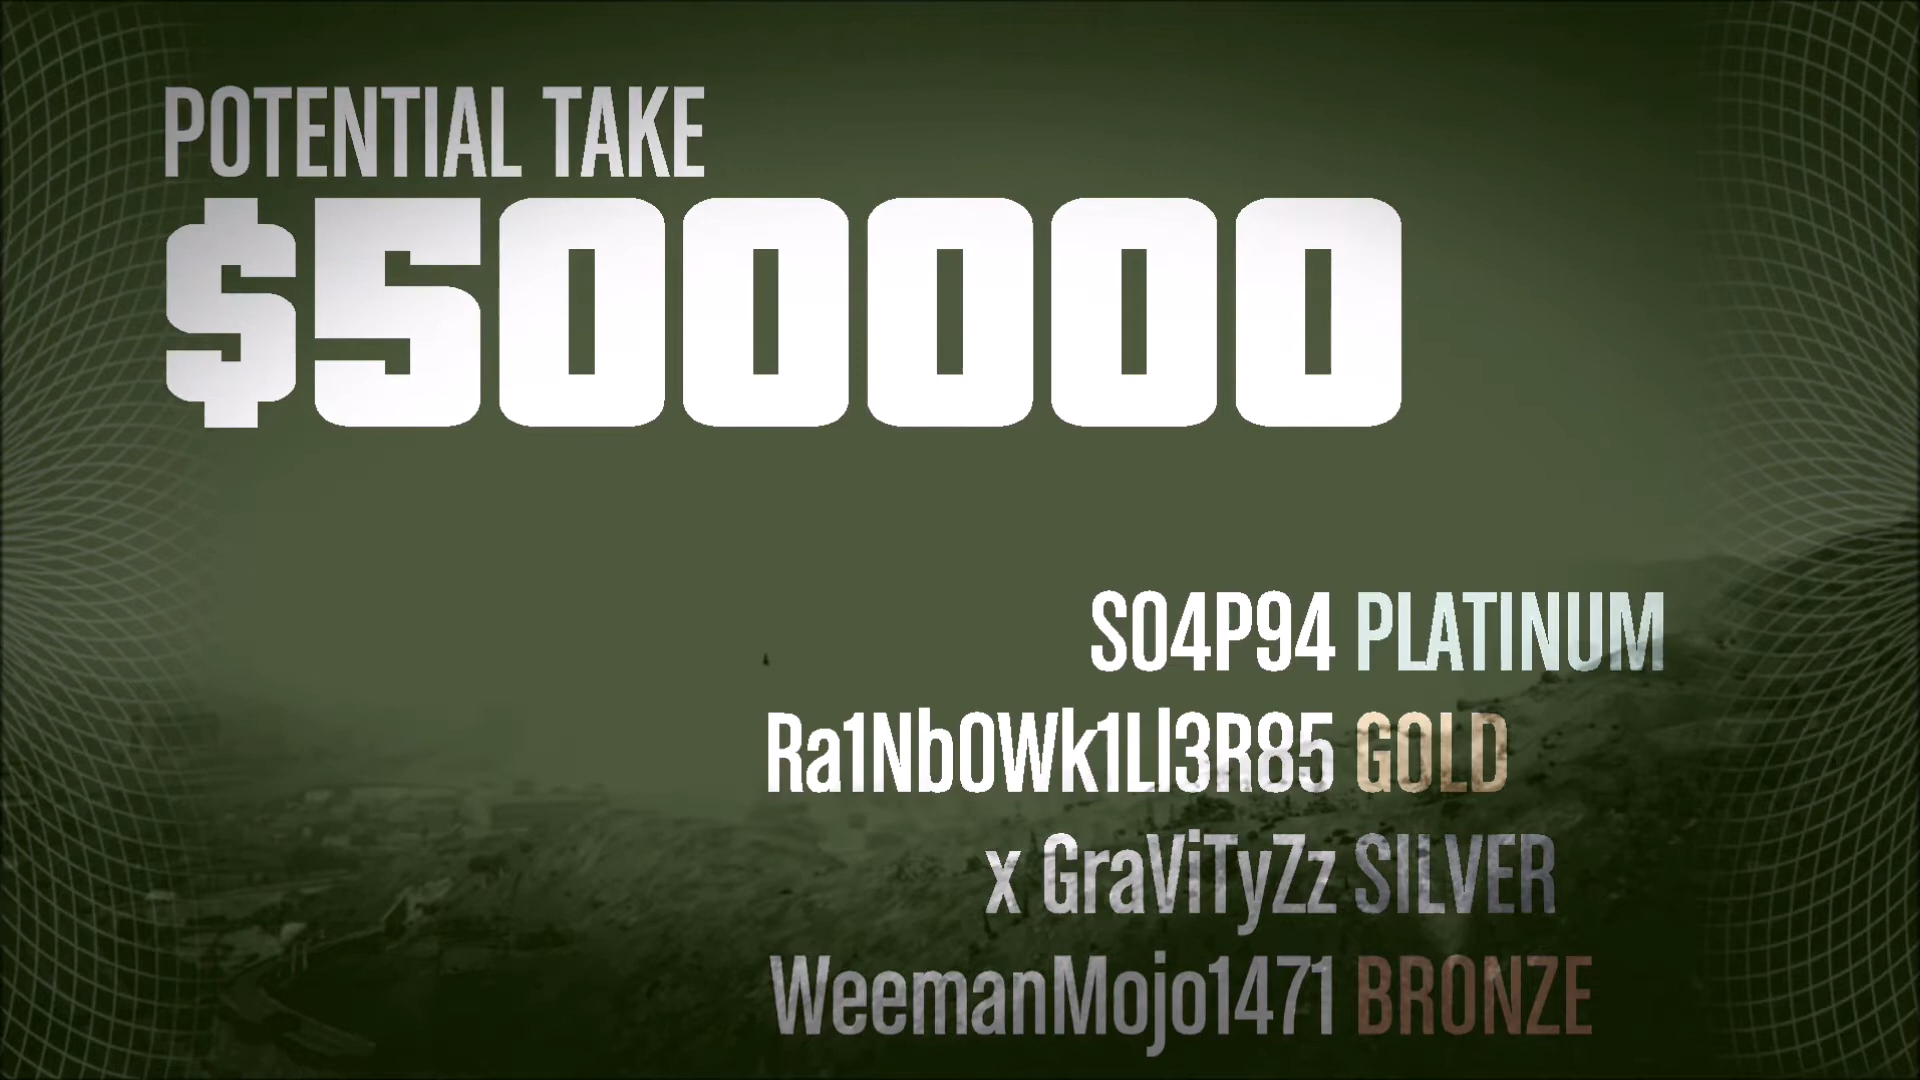 POTENTIAL TAKE
$500000
S04P94 PLATINUM
Ra1Nb0Wk1Ll3R85 GOLD
x GraViTyZz SILVER
WeemanMojo1471 BRONZE